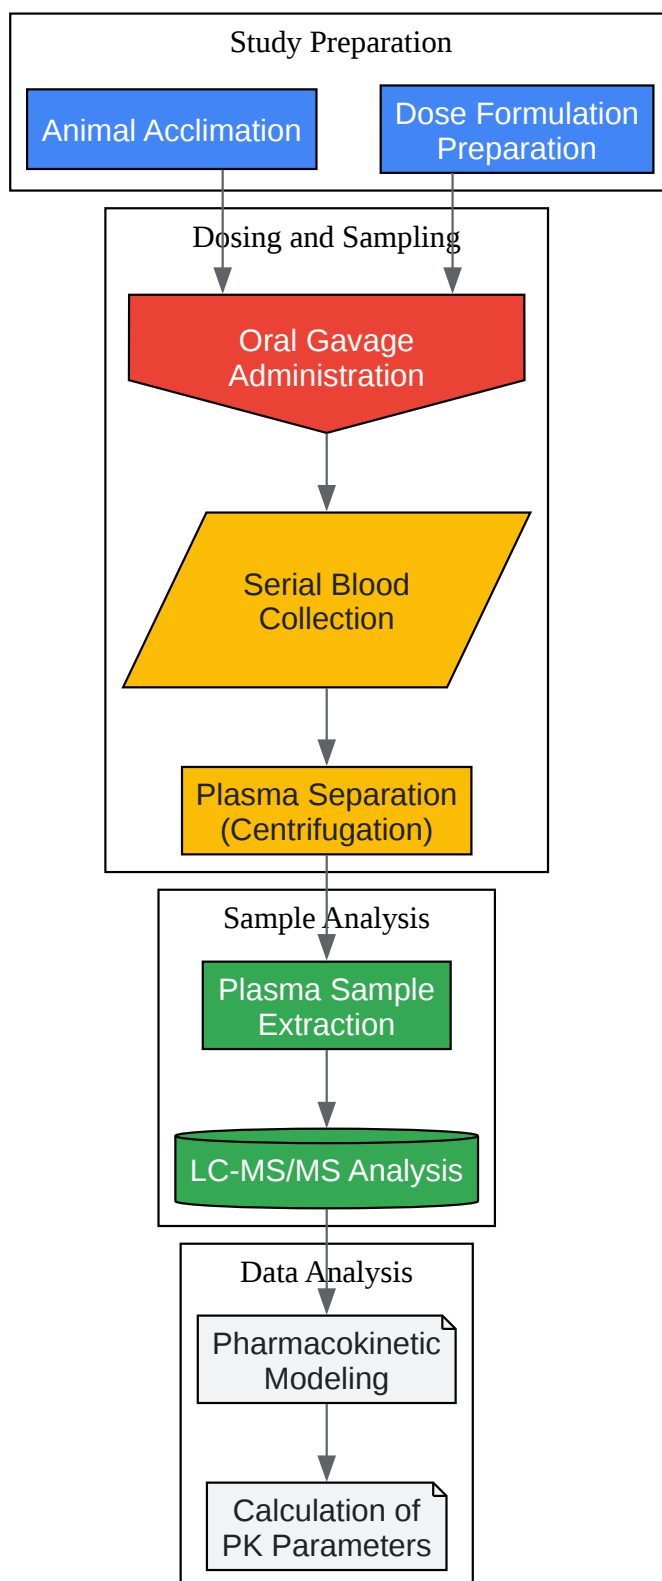 Study Preparation
Animal Acclimation
Dose Formulation
Preparation
Dosing and Sampling
Oral Gavage
Administration
Serial Blood
Collection
Plasma Separation
(Centrifugation)
Sample Analysis
Plasma Sample
Extraction
LC-MS/MS Analysis
Data Analysis
Pharmacokinetic
Modeling
Calculation of
PK Parameters